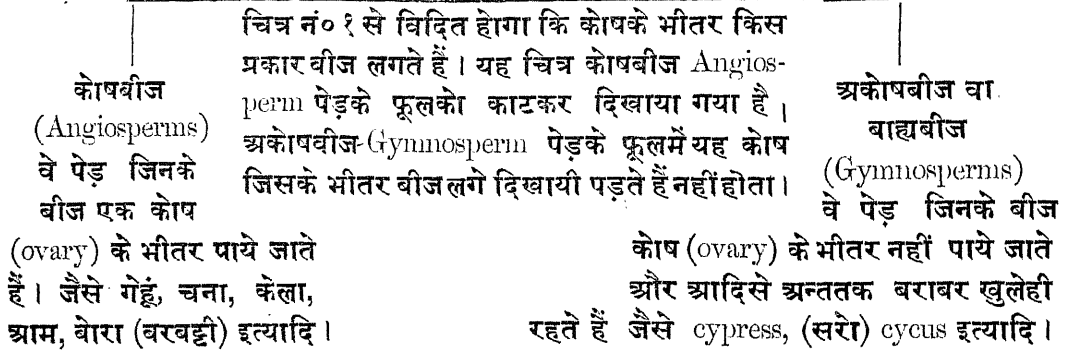 चित्र नं० १ से विदित होगा कि कोषके भीतर किस
प्रकार बीज लगते हैं । यह चित्र कोषबीज Angios-
perm पेड़के फूलको काटकर दिखाया गया है ।
अकोषवीज-Gymnosperm पेड़के फूलमें यह कोष
जिसके भीतर बीज लगे दिखायी पड़ते हैं नहीं होता ।
कोषबीज
(Angiosperms)
वे पेड़ जिनके
बीज एक कोष
(ovary) के भीतर पाये जाते
हैं । जैसे गेहूं, चना, केला,
आम, बोरा (बरबट्टी) इत्यादि ।
अकोषबीज वा
बाह्यबीज
(Gymnosperms)
वे पेड़ जिनके बीज
कोष (ovary) के भीतर नहीं पाये जाते
और आदिसे अन्ततक बराबर खुलेही
रहते हैं जैसे cypress, (सरो) cycus इत्यादि ।